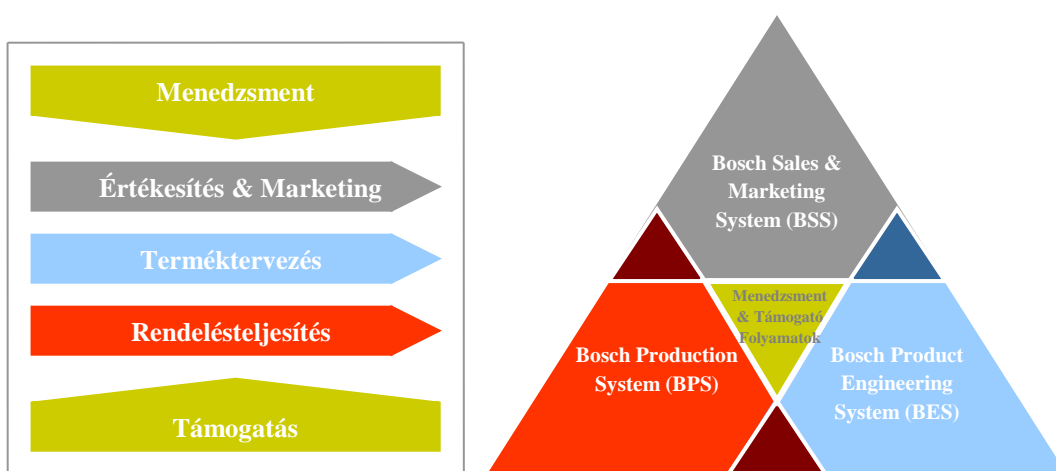 Menedzsment
Értékesítés & Marketing
Terméktervezés
Rendelésteljesítés
Támogatás
Bosch Sales &
Marketing
System (BSS)
Menedzsment
& Támogató
Folyamatok
Bosch Production
System (BPS)
Bosch Product
Engineering
System (BES)